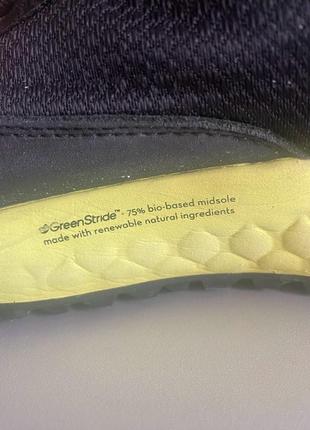 GreenStride™ - 75% bio-based midsole
made with renewable natural ingredients